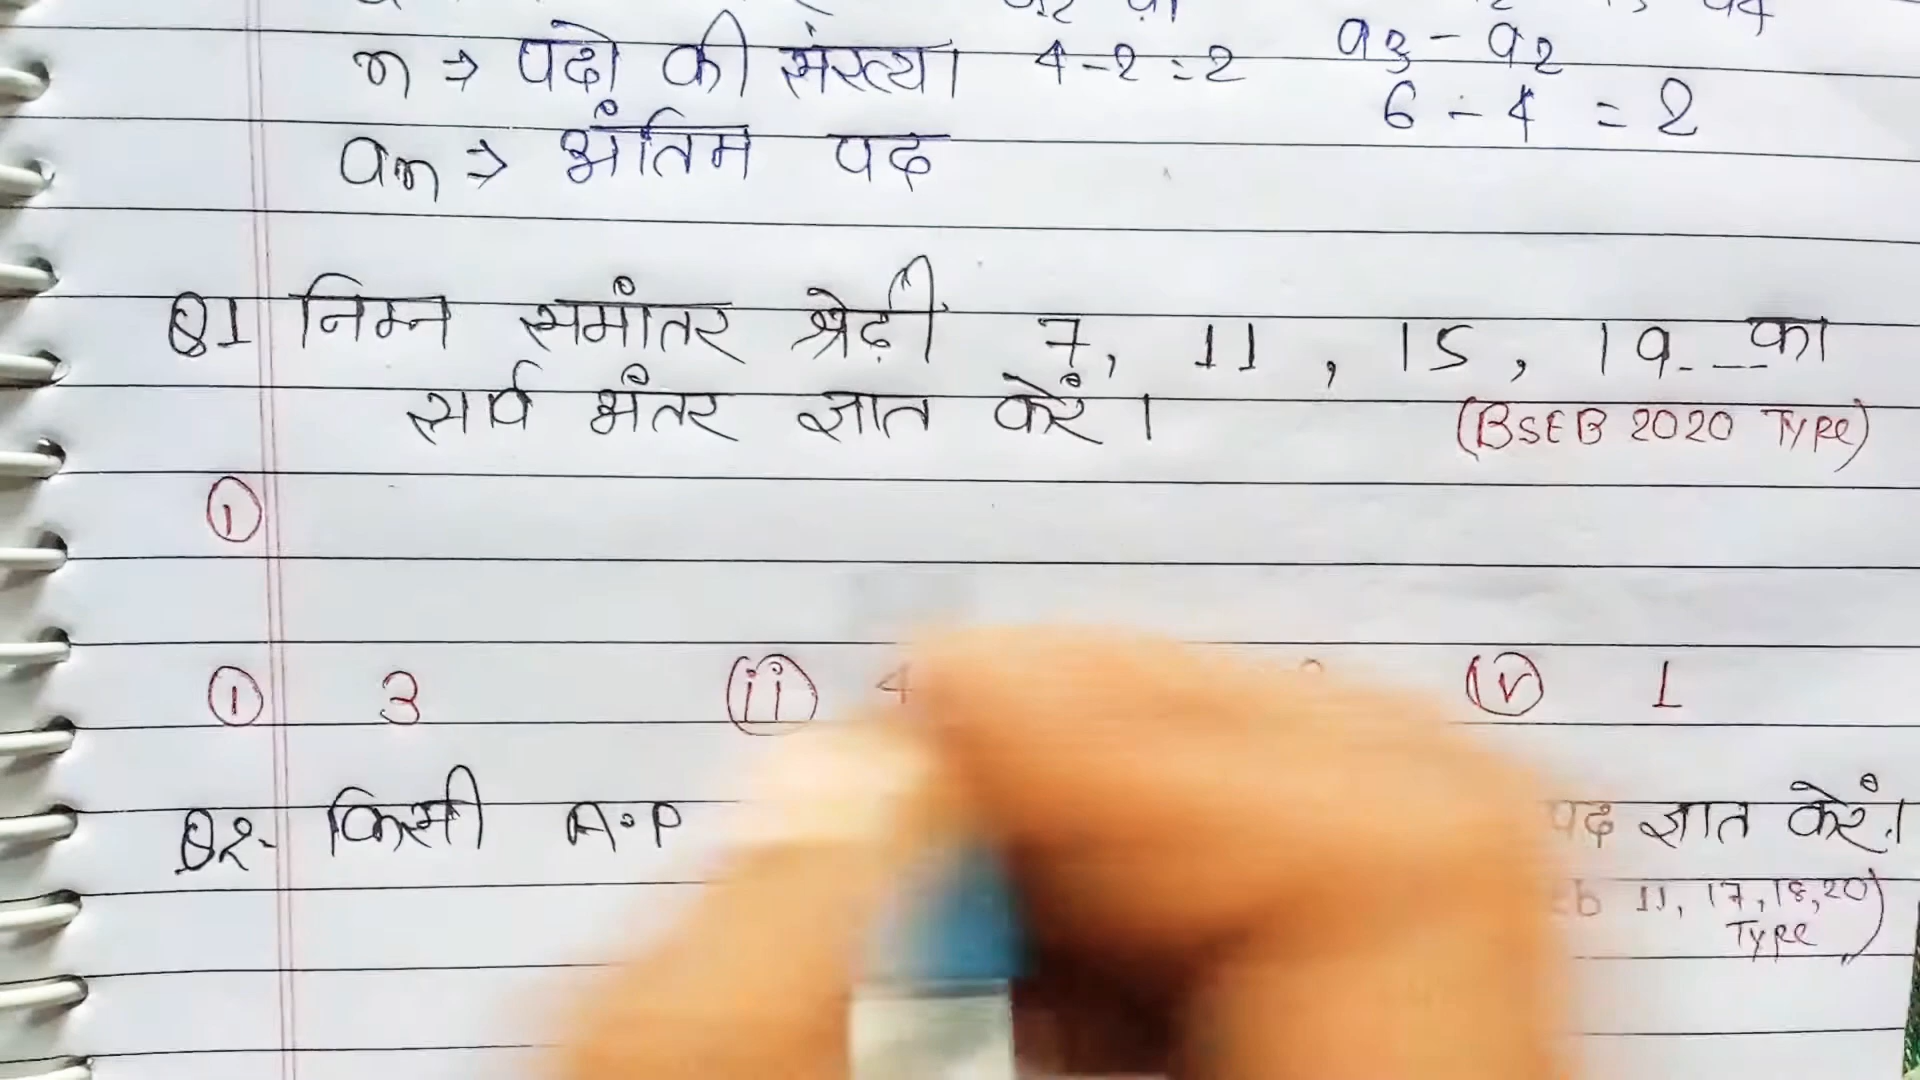 n ⇒ पदो की संख्या 4-2=2 a3 - a2
6 - 4 = 2
an ⇒ अंतिम पद
Q1 निम्न समांतर श्रेढ़ी 7, 11, 15, 19--- का
सार्व अंतर ज्ञात करें। (BSEB 2020 Type)
i
i 3 ii 4 iv 1
Q2- किसी A.P पद ज्ञात करें।
11, 17, 18, 20)
Type